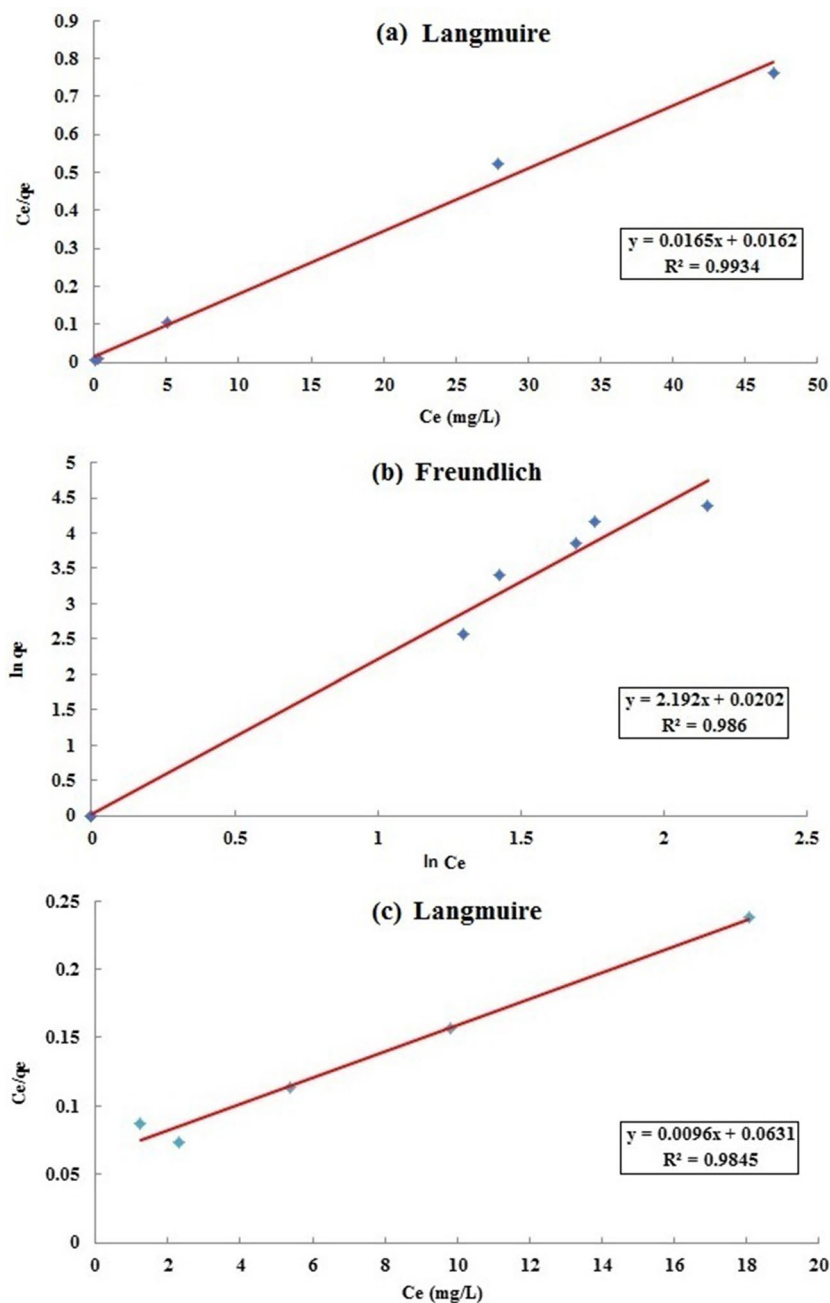 (a) Langmuire
0.9
0.8
0.7
0.6
0.5
0.4
0.3
0.2
0.1
0
Ce/qe
y = 0.0165x + 0.0162
R² = 0.9934
0 5 10 15 20 25 30 35 40 45 50
Ce (mg/L)
(b) Freundlich
5
4.5
4
3.5
3
2.5
2
1.5
1
0.5
0
ln qe
y = 2.192x + 0.0202
R² = 0.986
0 0.5 1 1.5 2 2.5
ln Ce
(c) Langmuire
0.25
0.2
0.15
0.1
0.05
0
Ce/qe
y = 0.0096x + 0.0631
R² = 0.9845
0 2 4 6 8 10 12 14 16 18 20
Ce (mg/L)